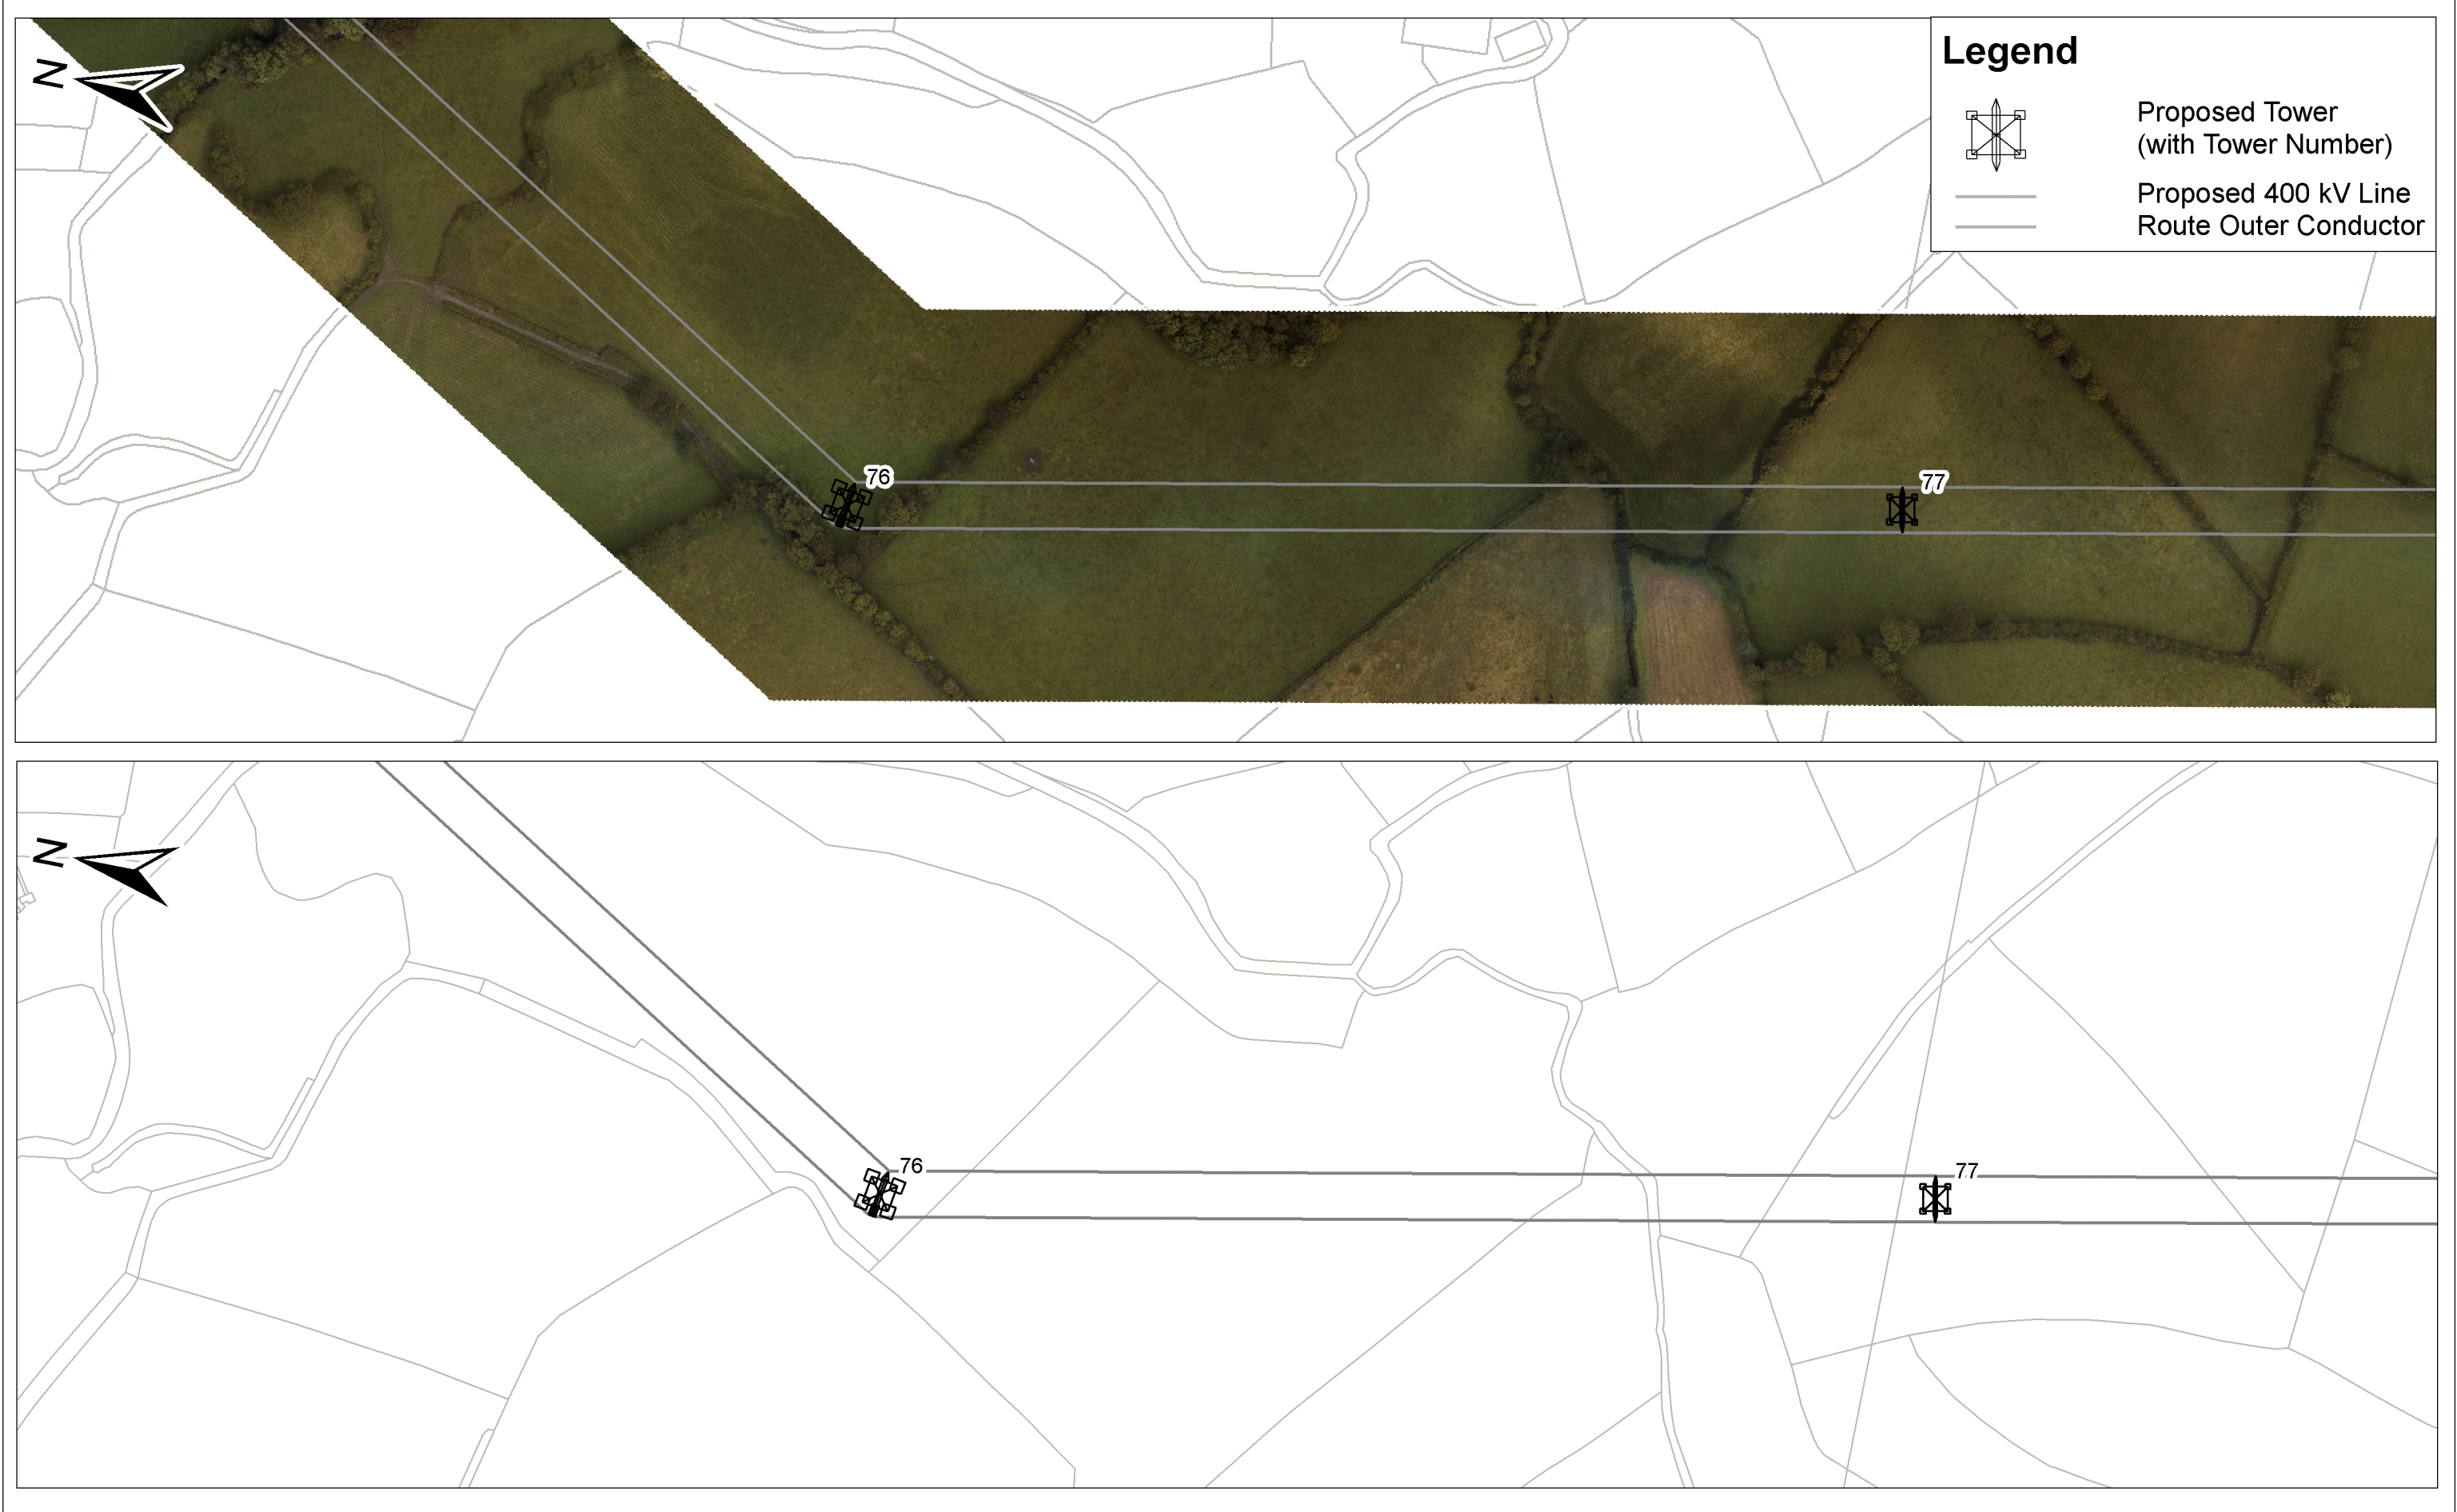 N
Legend
Proposed Tower
(with Tower Number)
Proposed 400 kV Line
Route Outer Conductor
76
77
N
76
77